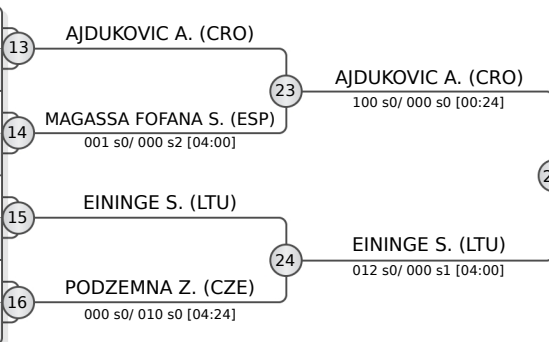 13
AJDUKOVIC A. (CRO)
23
AJDUKOVIC A. (CRO)
100 s0/ 000 s0 [00:24]
14
MAGASSA FOFANA S. (ESP)
001 s0/ 000 s2 [04:00]
15
EININGE S. (LTU)
24
EININGE S. (LTU)
012 s0/ 000 s1 [04:00]
16
PODZEMNA Z. (CZE)
000 s0/ 010 s0 [04:24]